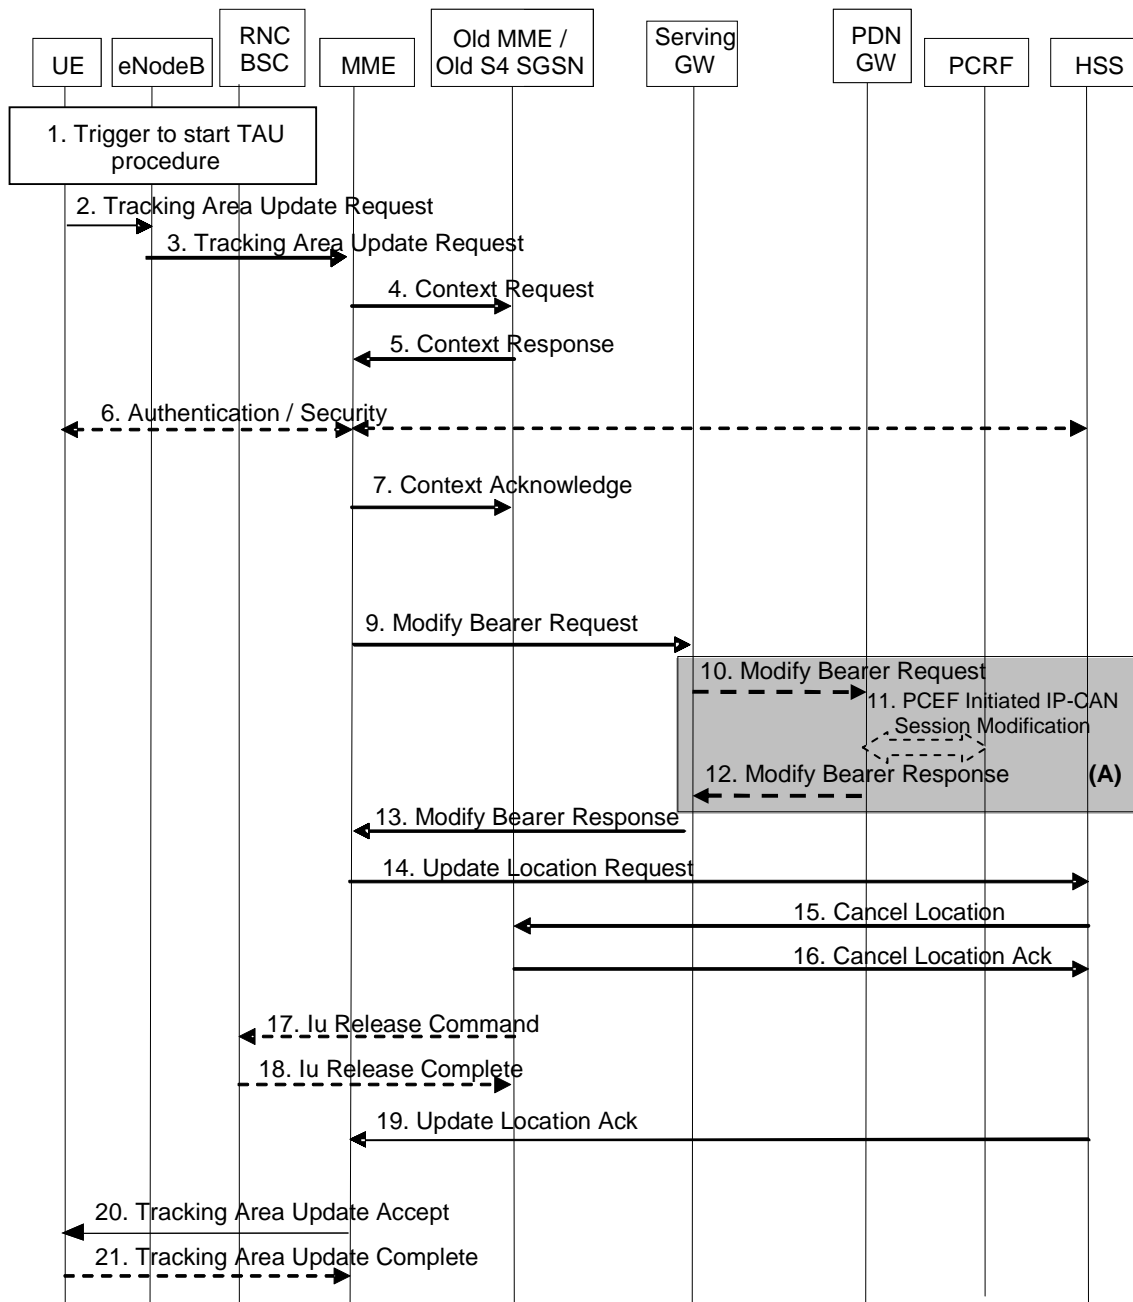 UE
eNodeB
RNC
BSC
MME
Old MME /
Old S4 SGSN
Serving
GW
PDN
GW
PCRF
HSS
1. Trigger to start TAU
procedure
2. Tracking Area Update Request
3. Tracking Area Update Request
4. Context Request
5. Context Response
6. Authentication / Security
7. Context Acknowledge
9. Modify Bearer Request
10. Modify Bearer Request
11. PCEF Initiated IP-CAN
Session Modification
12. Modify Bearer Response
(A)
13. Modify Bearer Response
14. Update Location Request
15. Cancel Location
16. Cancel Location Ack
17. Iu Release Command
18. Iu Release Complete
19. Update Location Ack
20. Tracking Area Update Accept
21. Tracking Area Update Complete